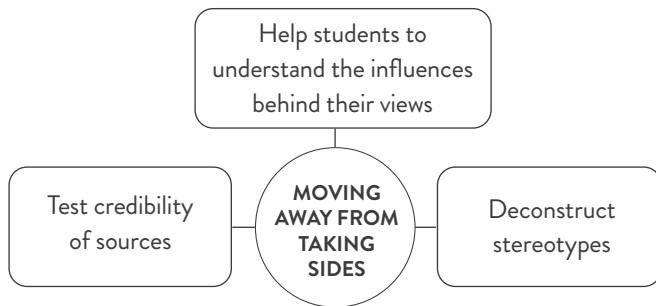 Help students to
understand the influences
behind their views
Test credibility
of sources
MOVING
AWAY FROM
TAKING
SIDES
Deconstruct
stereotypes